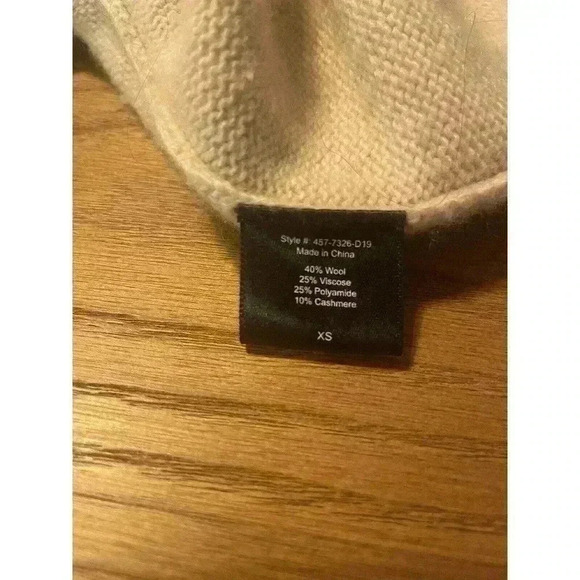 Style #: 457-7326-D19
Made in China
40% Wool
25% Viscose
25% Polyamide
10% Cashmere
XS